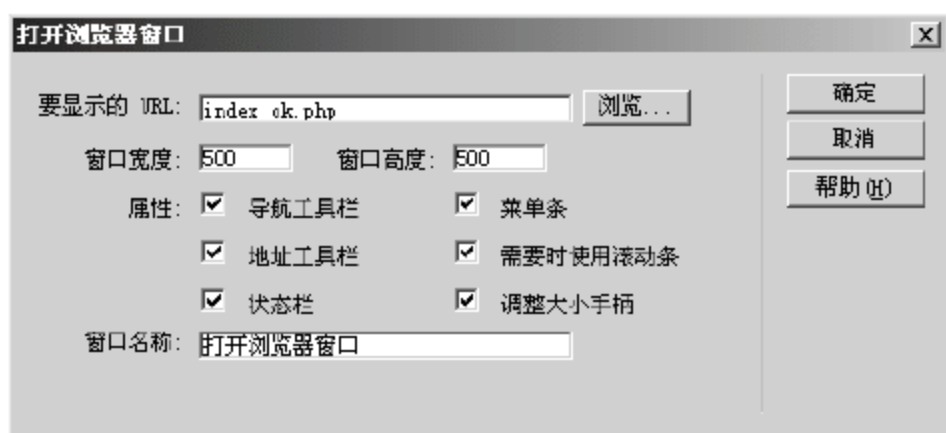 打开浏览器窗口
要显示的 URL: index_ok.php 浏览... 确定
取消
窗口宽度: 500 窗口高度: 500
帮助(H)
属性: 导航工具栏 菜单条
地址工具栏 需要时使用滚动条
状态栏 调整大小手柄
窗口名称: 打开浏览器窗口